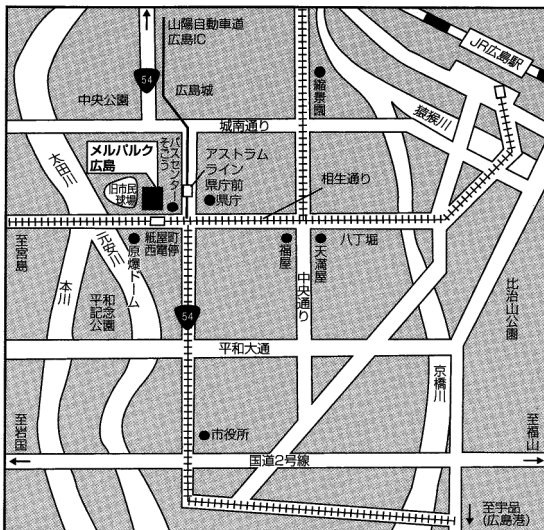 山陽自動車道
広島IC
JR広島駅
54
広島城
中央公園
縮景園
猿猴川
城南通り
太田川
メルパルク
広島
バスセンター
そごう
アストラム
ライン
県庁前
県庁
相生通り
旧市民
球場
至宮島
元安川
紙屋町
西電停
原爆ドーム
福屋
天満屋
八丁堀
本川
平和
記念
公園
中央通り
比治山公園
54
平和大通
京橋川
至岩国
市役所
国道2号線
至福山
至宇品
(広島港)